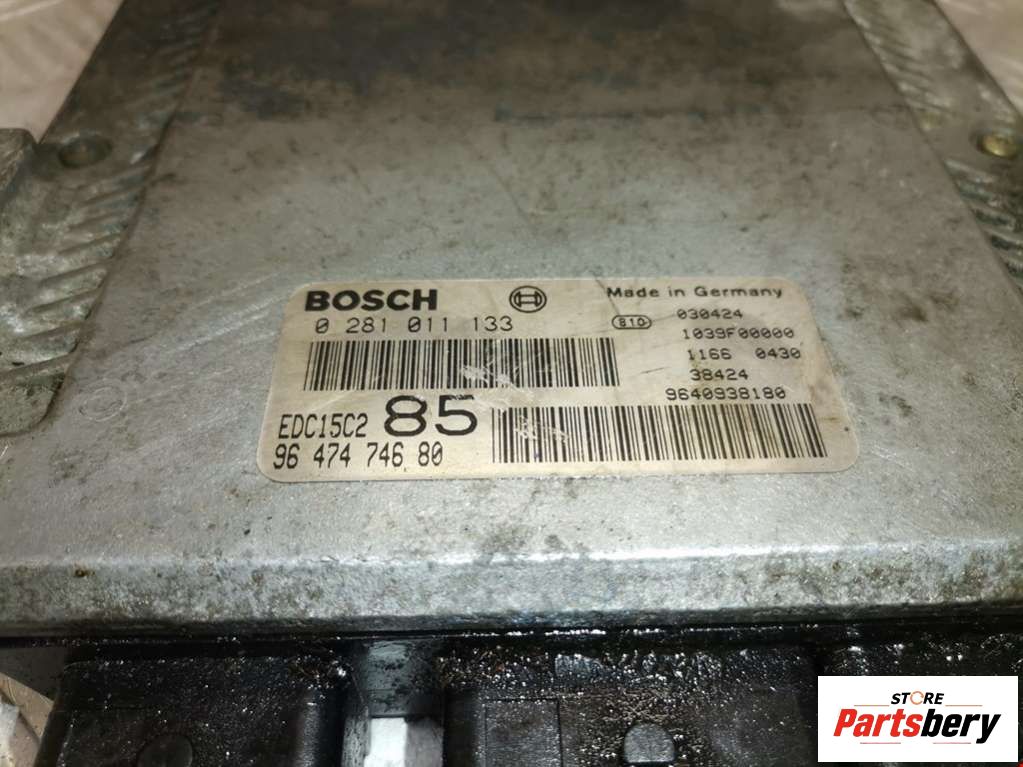 BOSCH
Made in Germany
0 281 011 133
810
030424
1039F00000
1166 0430
38424
9640938180
EDC15C2 85
96 474 746 80
STORE
Partsbery